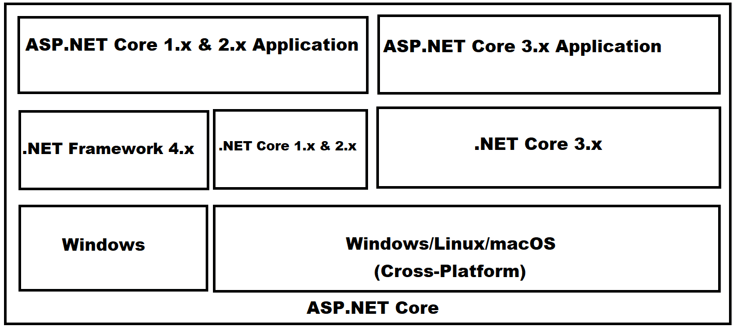 ASP.NET Core 1.x & 2.x Application
ASP.NET Core 3.x Application
.NET Framework 4.x
.NET Core 1.x & 2.x
.NET Core 3.x
Windows
Windows/Linux/macOS
(Cross-Platform)
ASP.NET Core